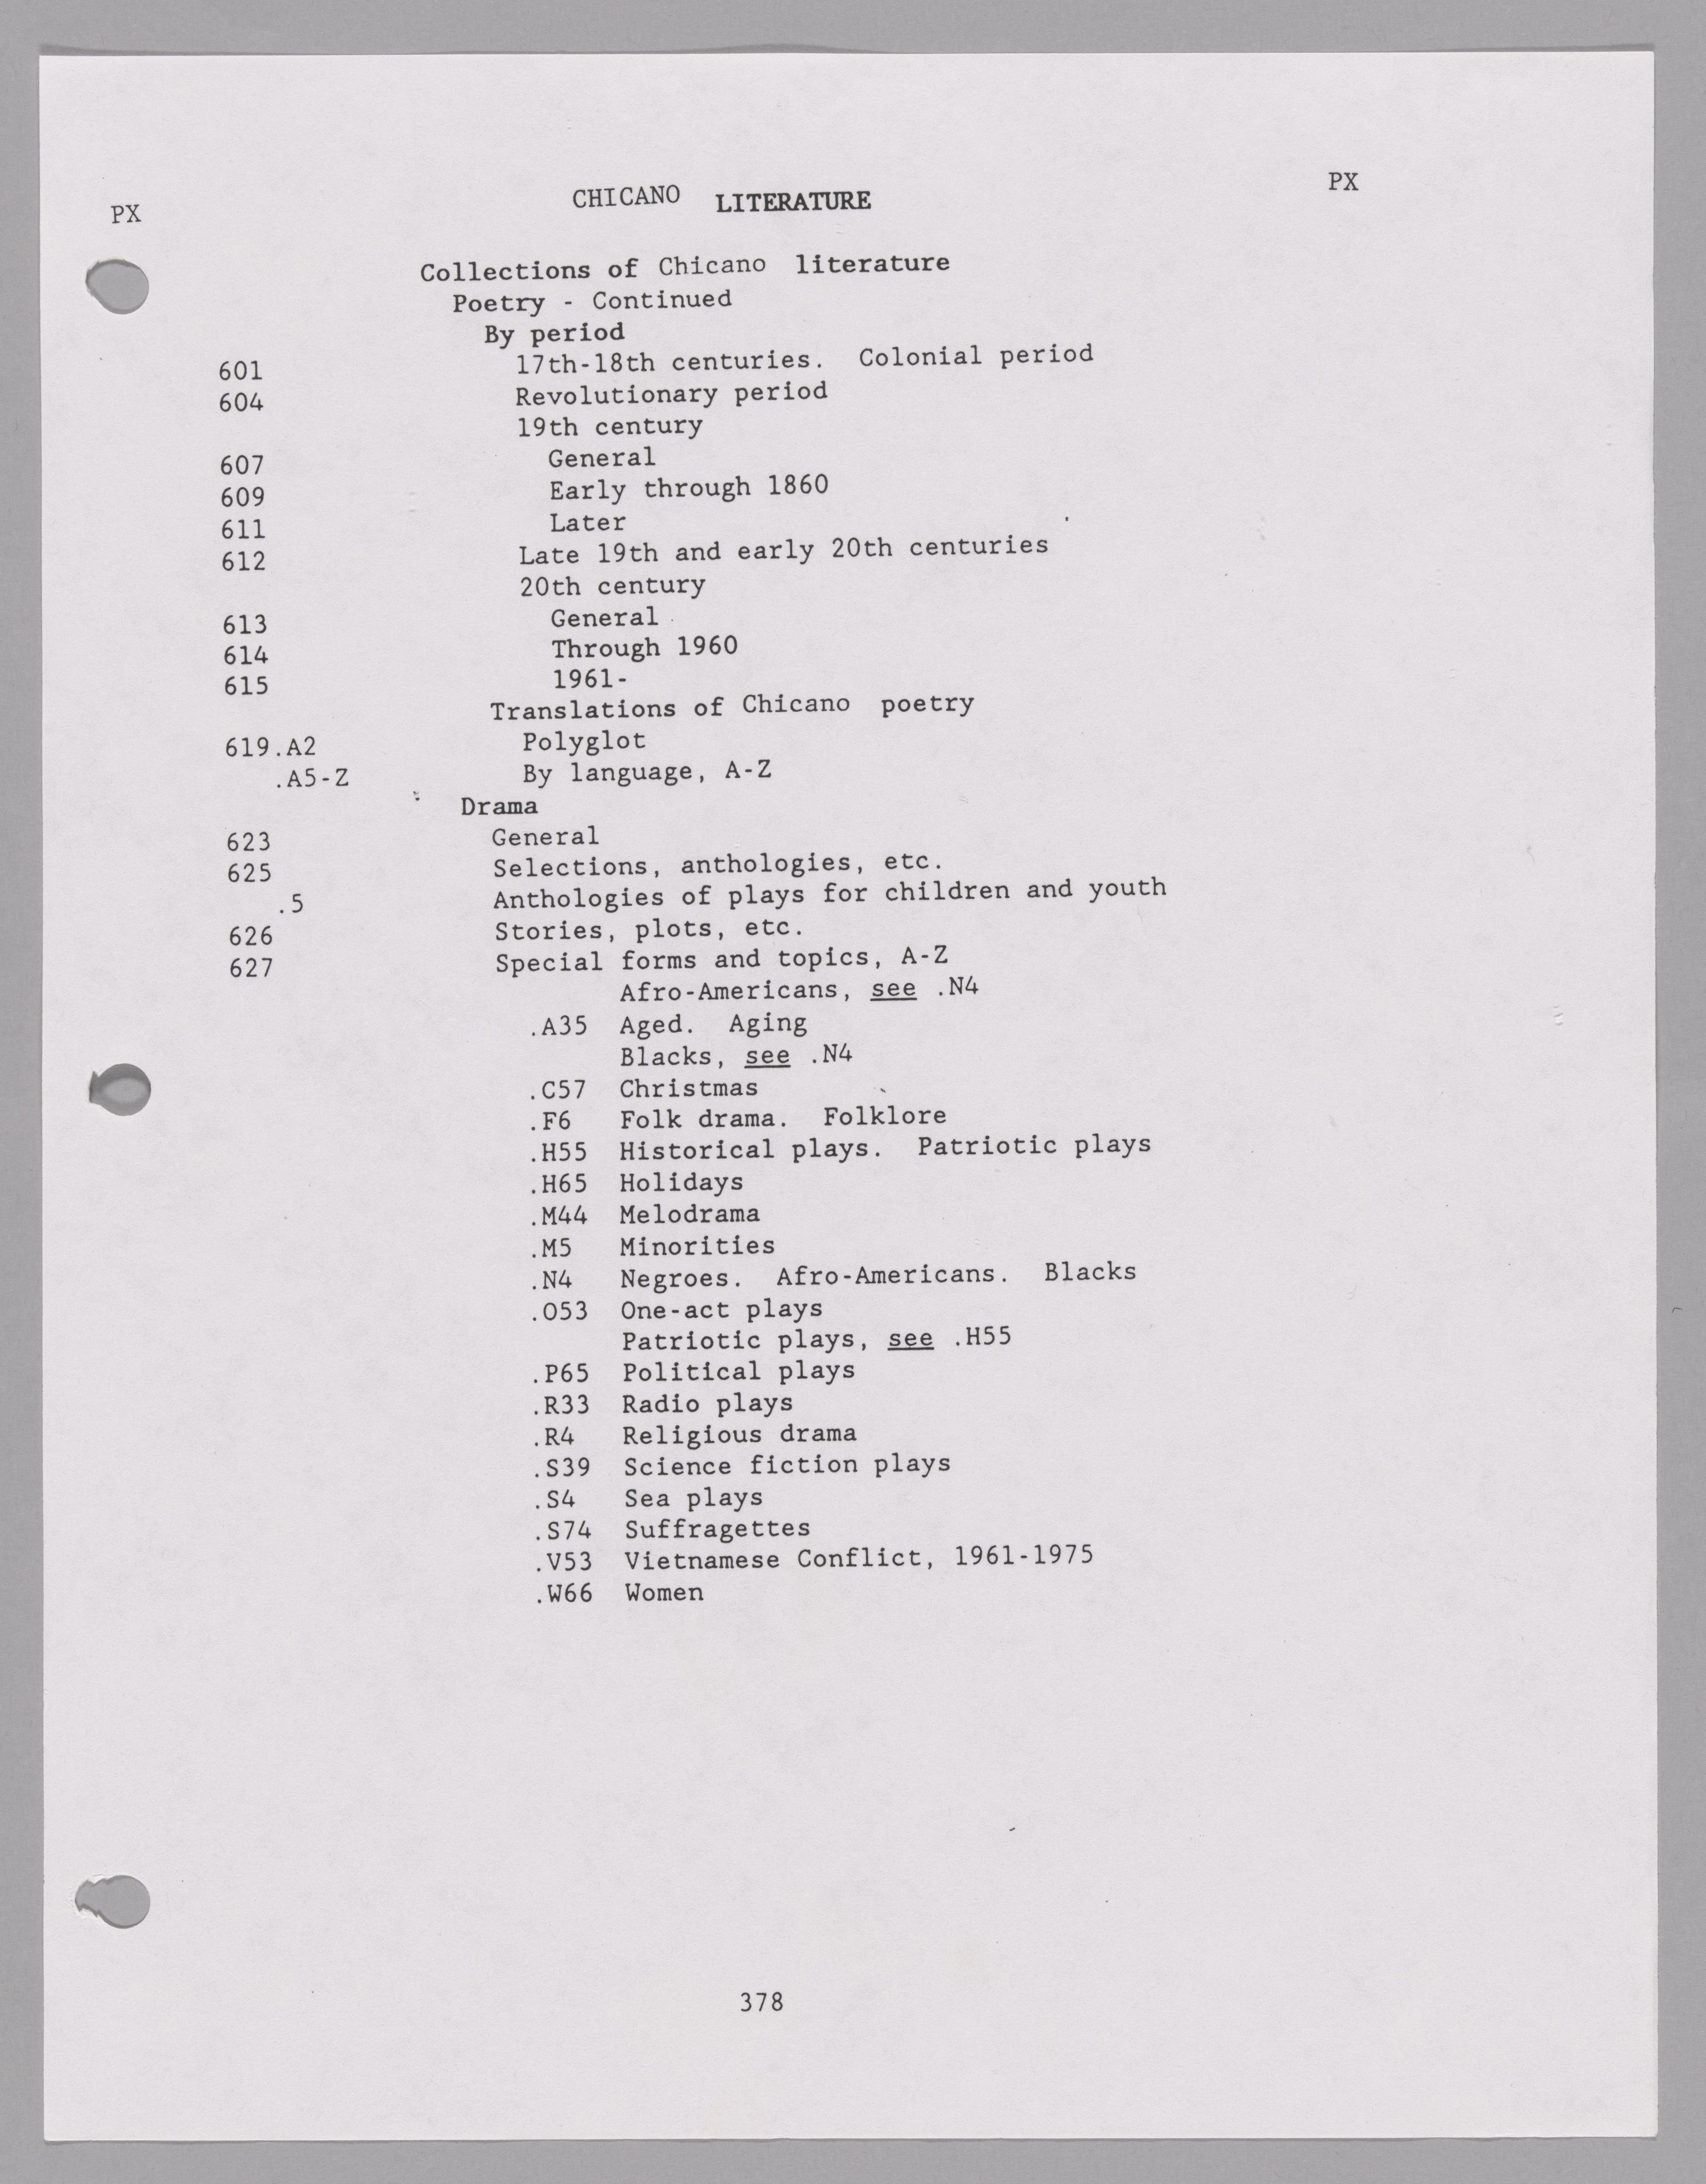 PX CHICANO LITERATURE PX
Collections of Chicano literature
Poetry - Continued
By period
601 17th-18th centuries. Colonial period
604 Revolutionary period
19th century
607 General
609 Early through 1860
611 Later
612 Late 19th and early 20th centuries
20th century
613 General
614 Through 1960
615 1961-
Translations of Chicano poetry
619.A2 Polyglot
.A5-Z By language, A-Z
Drama
623 General
625 Selections, anthologies, etc.
.5 Anthologies of plays for children and youth
626 Stories, plots, etc.
627 Special forms and topics, A-Z
Afro-Americans, see .N4
.A35 Aged. Aging
Blacks, see .N4
.C57 Christmas
.F6 Folk drama. Folklore
.H55 Historical plays. Patriotic plays
.H65 Holidays
.M44 Melodrama
.M5 Minorities
.N4 Negroes. Afro-Americans. Blacks
.O53 One-act plays
Patriotic plays, see .H55
.P65 Political plays
.R33 Radio plays
.R4 Religious drama
.S39 Science fiction plays
.S4 Sea plays
.S74 Suffragettes
.V53 Vietnamese Conflict, 1961-1975
.W66 Women
378